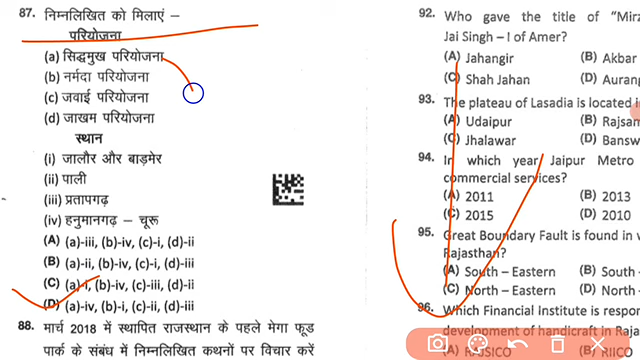 87. निम्नलिखित को मिलाएं –
परियोजना
(a) सिद्धमुख परियोजना
(b) नर्मदा परियोजना
(c) जवाई परियोजना
(d) जाखम परियोजना
स्थान
(i) जालौर और बाड़मेर
(ii) पाली
(iii) प्रतापगढ़
(iv) हनुमानगढ़ – चूरू
(A) (a)-iii, (b)-iv, (c)-i, (d)-ii
(B) (a)-ii, (b)-iv, (c)-i, (d)-iii
(C) (a)-i, (b)-iv, (c)-ii, (d)-iii
(D) (a)-iv, (b)-i, (c)-ii, (d)-iii
88. मार्च 2018 में स्थापित राजस्थान के पहले मेगा फूड
पार्क के संबंध में निम्नलिखित कथनों पर विचार करें
92. Who gave the title of "Mirz
Jai Singh – I of Amer?
(A) Jahangir (B) Akbar
(C) Shah Jahan (D) Aurang
93. The plateau of Lasadia is located i
(A) Udaipur (B) Rajsam
(C) Jhalawar (D) Bansw
94. In which year Jaipur Metro
commercial services?
(A) 2011 (B) 2013
(C) 2015 (D) 2010
95. Great Boundary Fault is found in
Rajasthan?
(A) South – Eastern (B) South
(C) North – Eastern (D) North
96. Which Financial Institute is respon
development of handicraft in Raja
(A) RAJSICO (B) RIICO